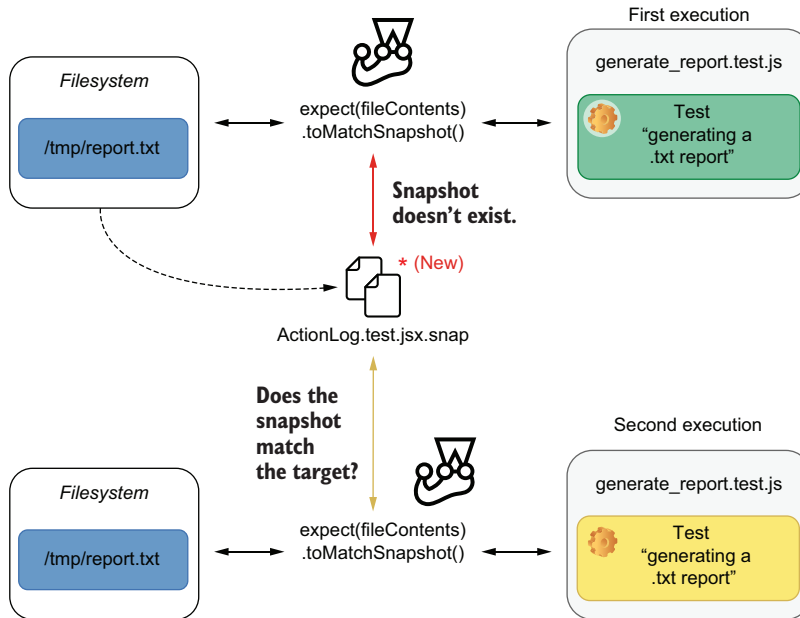 First execution
Filesystem
/tmp/report.txt
expect(fileContents)
.toMatchSnapshot()
generate_report.test.js
Test
“generating a
.txt report”
Snapshot
doesn’t exist.
* (New)
ActionLog.test.jsx.snap
Does the
snapshot
match
the target?
Second execution
Filesystem
/tmp/report.txt
expect(fileContents)
.toMatchSnapshot()
generate_report.test.js
Test
“generating a
.txt report”